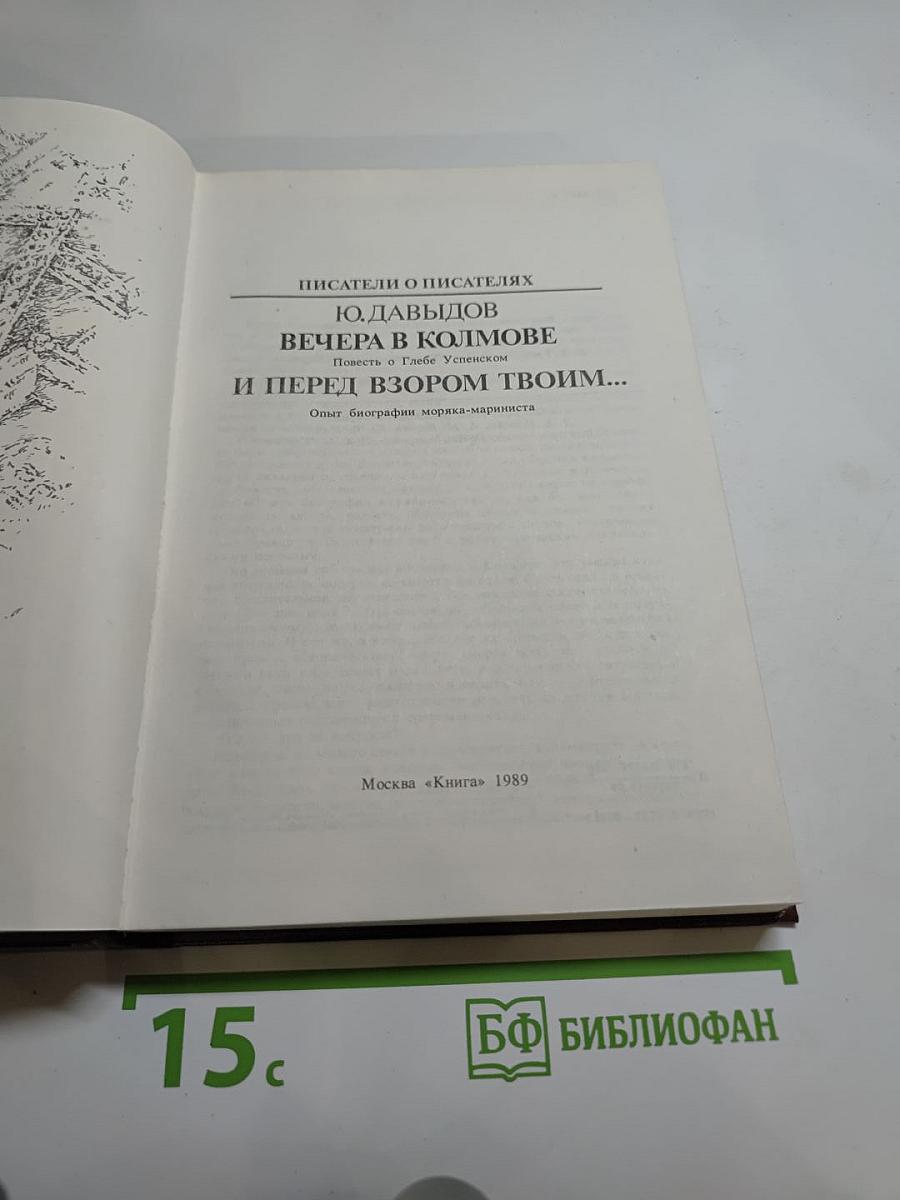 ПИСАТЕЛИ О ПИСАТЕЛЯХ
Ю. ДАВЫДОВ
ВЕЧЕРА В КОЛМОВЕ
Повесть о Глебе Успенском
И ПЕРЕД ВЗОРОМ ТВОИМ...
Опыт биографии моряка-мариниста
Москва «Книга» 1989
15 с
БФ БИБЛИОФАН